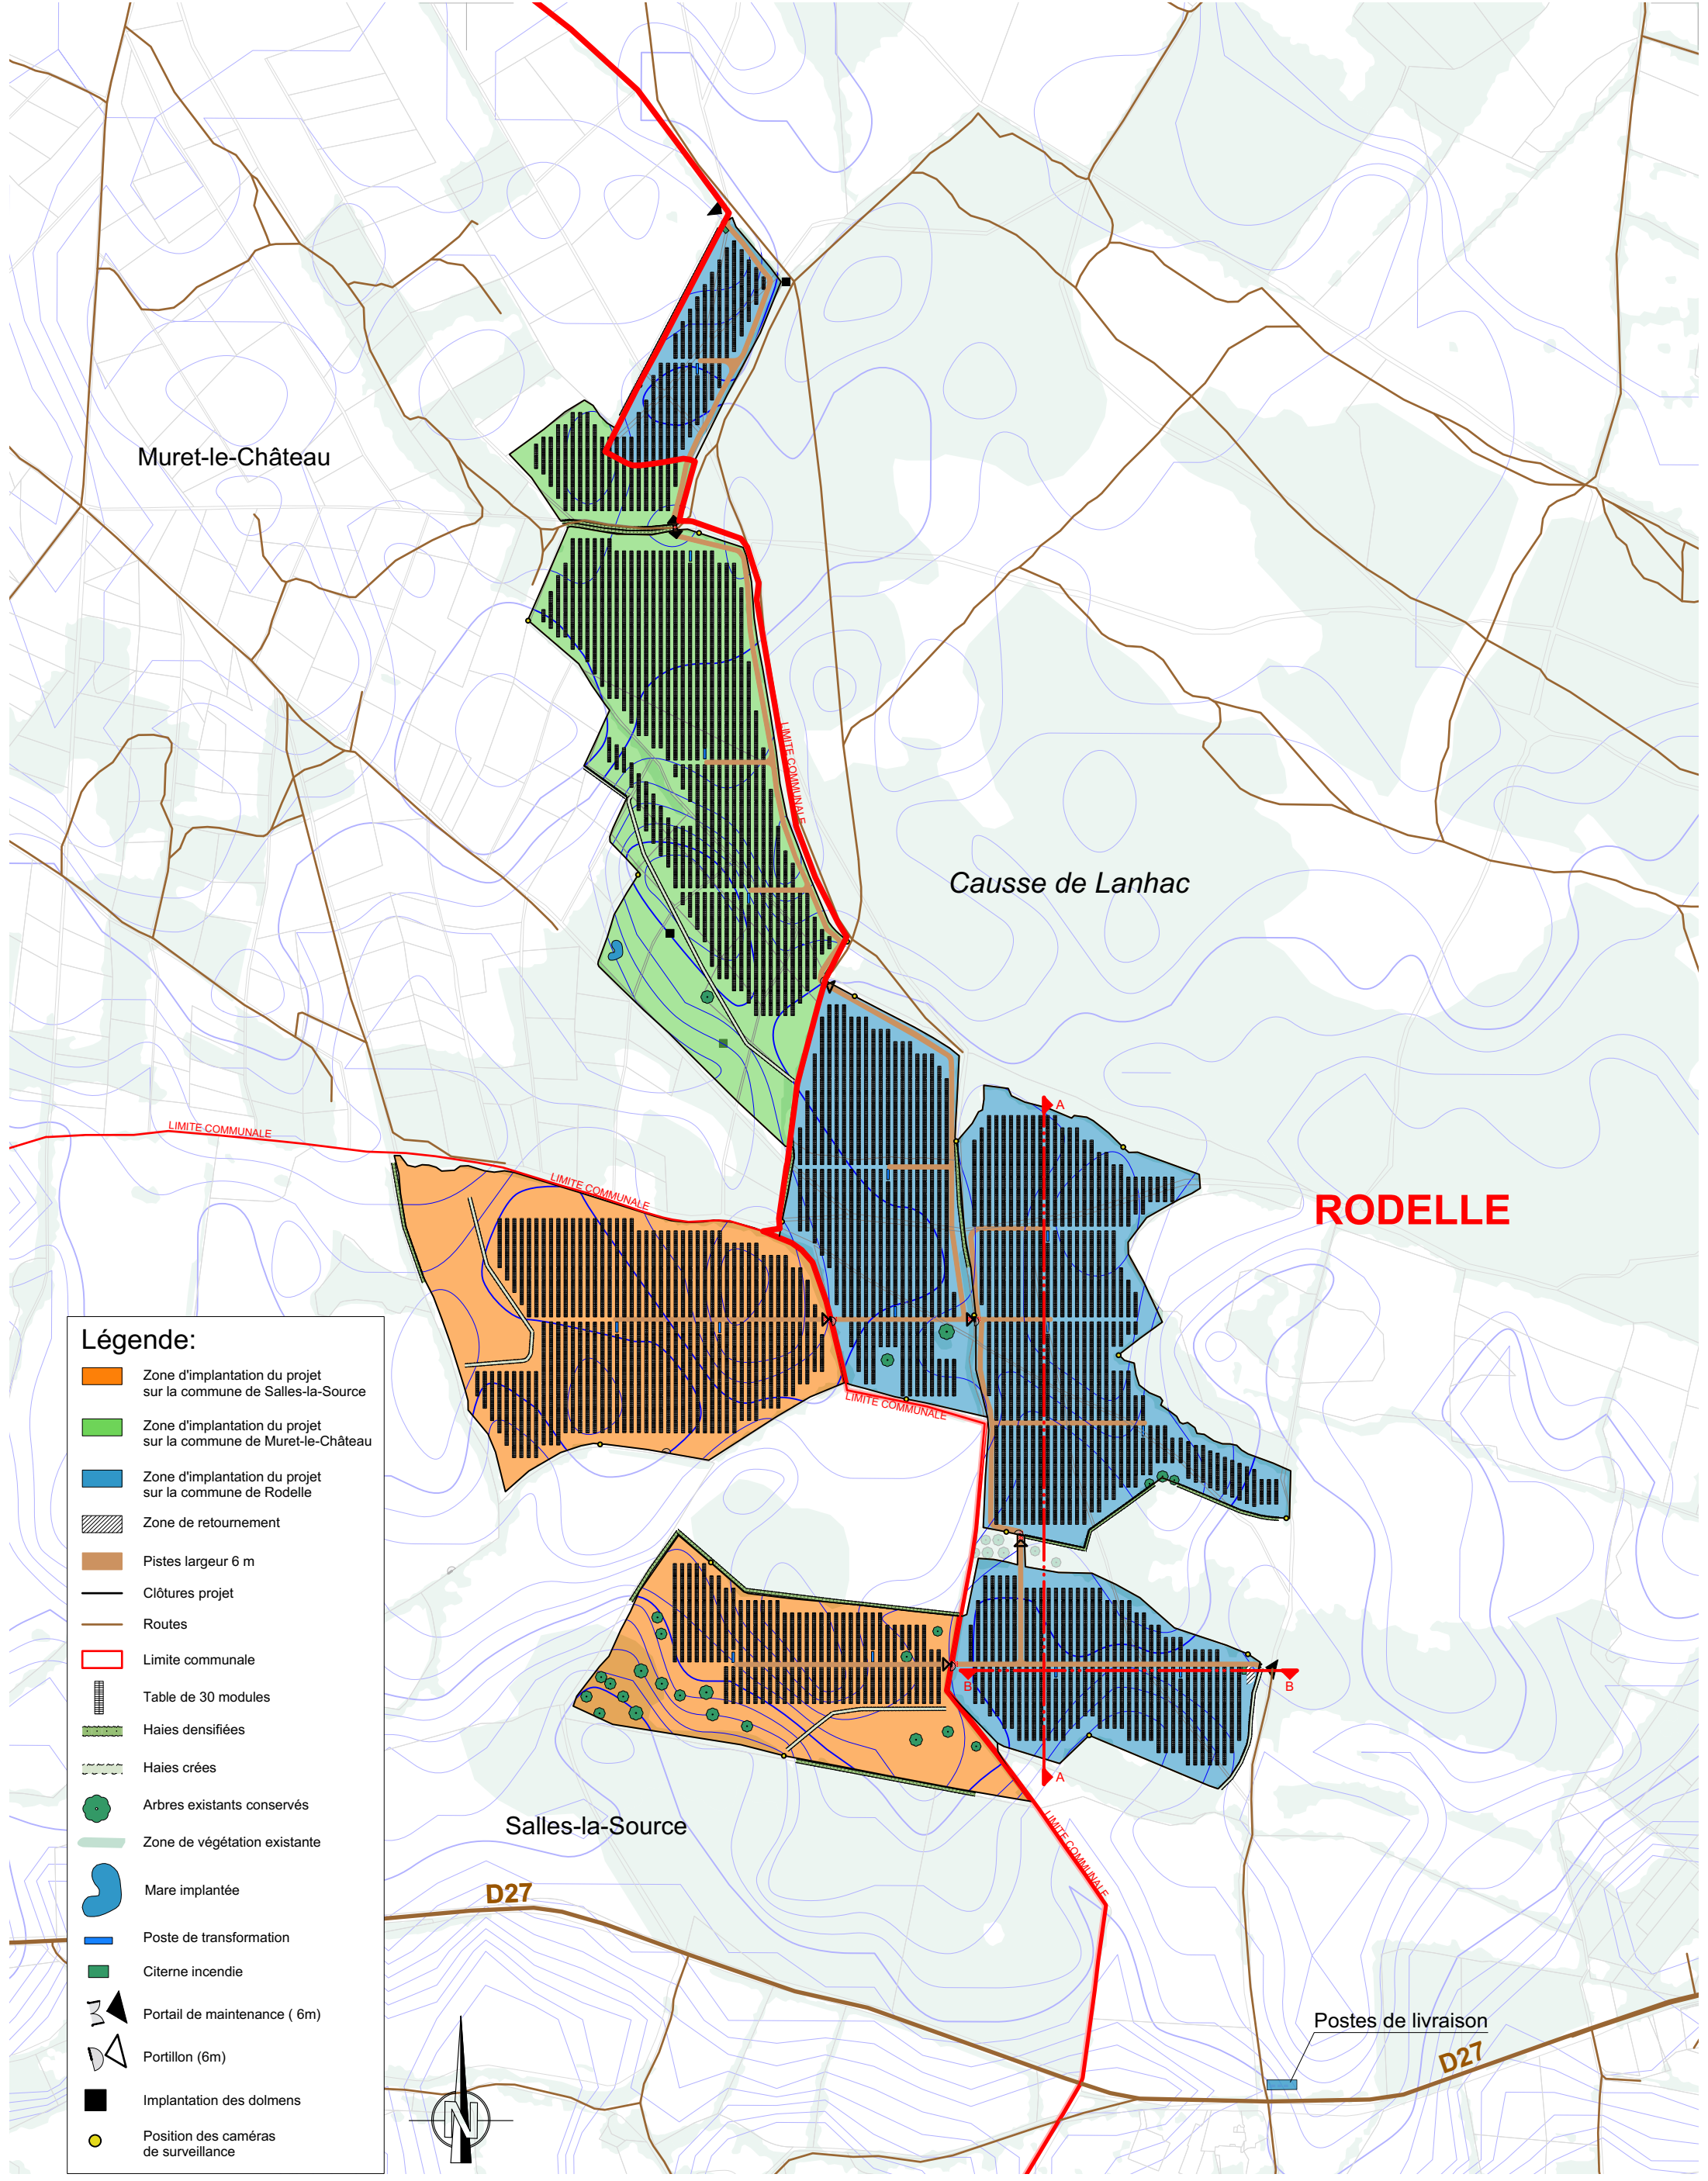 Muret-le-Château
LIMITE COMMUNALE
Causse de Lanhac
A
LIMITE COMMUNALE
LIMITE COMMUNALE
RODELLE
LIMITE COMMUNALE
B
B
A
Salles-la-Source
LIMITE COMMUNALE
D27
Postes de livraison
D27
N
Légende:
Zone d'implantation du projet
sur la commune de Salles-la-Source
Zone d'implantation du projet
sur la commune de Muret-le-Château
Zone d'implantation du projet
sur la commune de Rodelle
Zone de retournement
Pistes largeur 6 m
Clôtures projet
Routes
Limite communale
Table de 30 modules
Haies densifiées
Haies crées
Arbres existants conservés
Zone de végétation existante
Mare implantée
Poste de transformation
Citerne incendie
Portail de maintenance ( 6m)
Portillon (6m)
Implantation des dolmens
Position des caméras
de surveillance